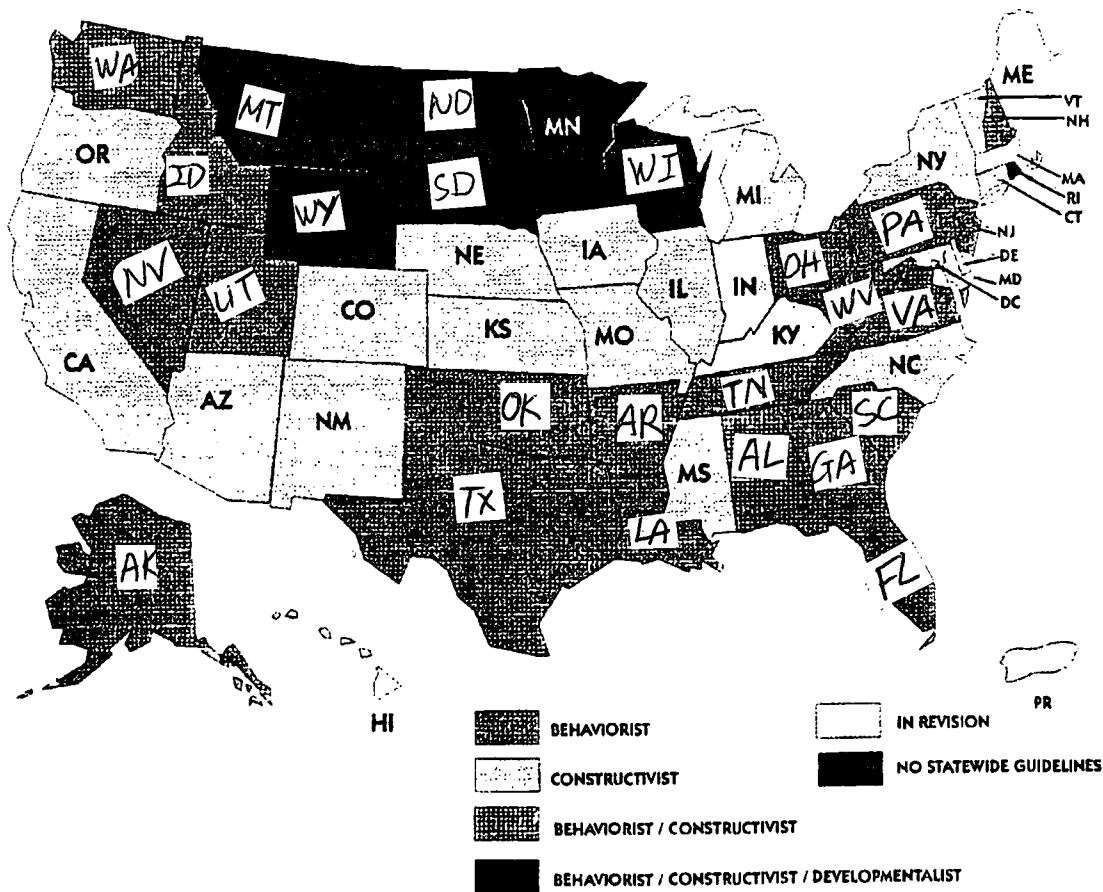 WA
MT
ND
MN
ME
VT
NH
OR
ID
WY
SD
WI
MI
NY
MA
RI
CT
NV
UT
NE
IA
IL
IN
OH
PA
NJ
DE
MD
DC
CA
CO
KS
MO
KY
WV
VA
AZ
NM
OK
AR
TN
NC
SC
TX
LA
MS
AL
GA
FL
AK
HI
PR
BEHAVIORIST
CONSTRUCTIVIST
BEHAVIORIST / CONSTRUCTIVIST
BEHAVIORIST / CONSTRUCTIVIST / DEVELOPMENTALIST
IN REVISION
NO STATEWIDE GUIDELINES